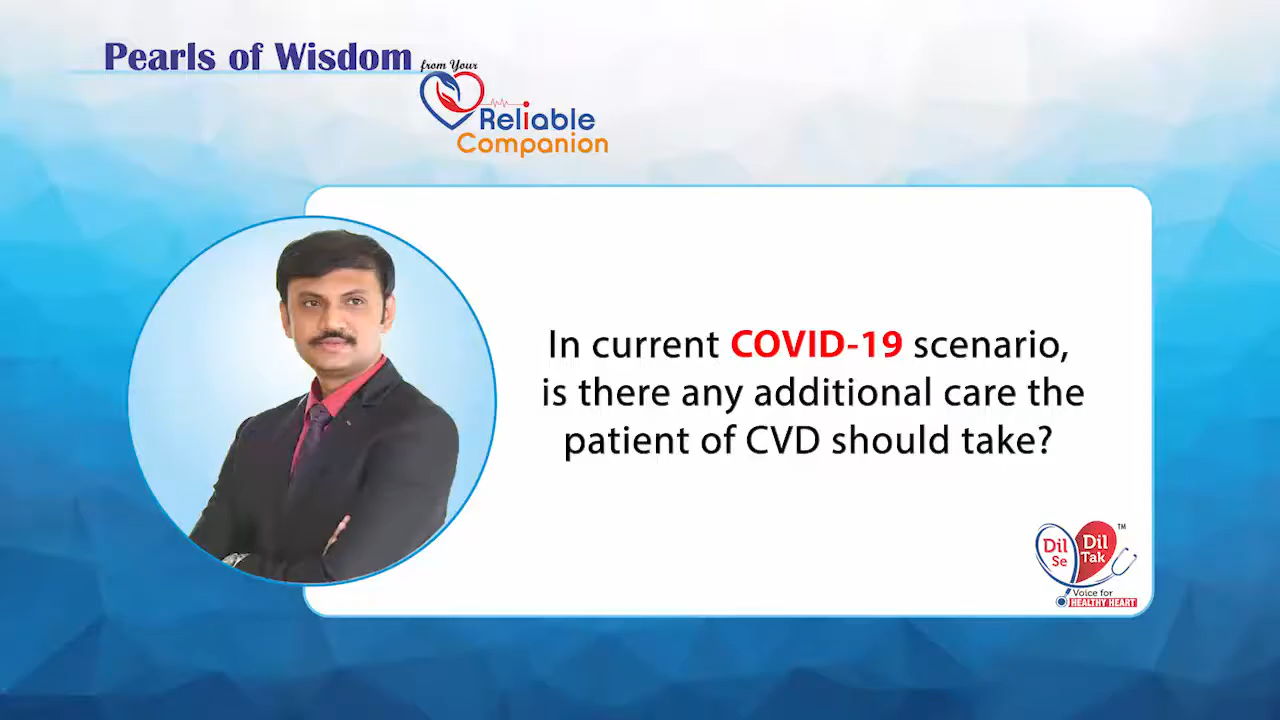 Pearls of Wisdom
from Your
Reliable
Companion
In current COVID-19 scenario,
is there any additional care the
patient of CVD should take?
Dil Se
Dil Tak
TM
Voice for
HEALTHY HEART